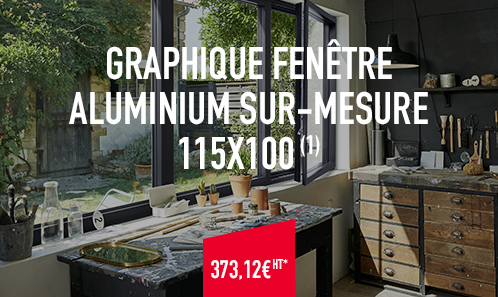 GRAPHIQUE FENÊTRE
ALUMINIUM SUR-MESURE
115X100 (1)
373,12€HT*